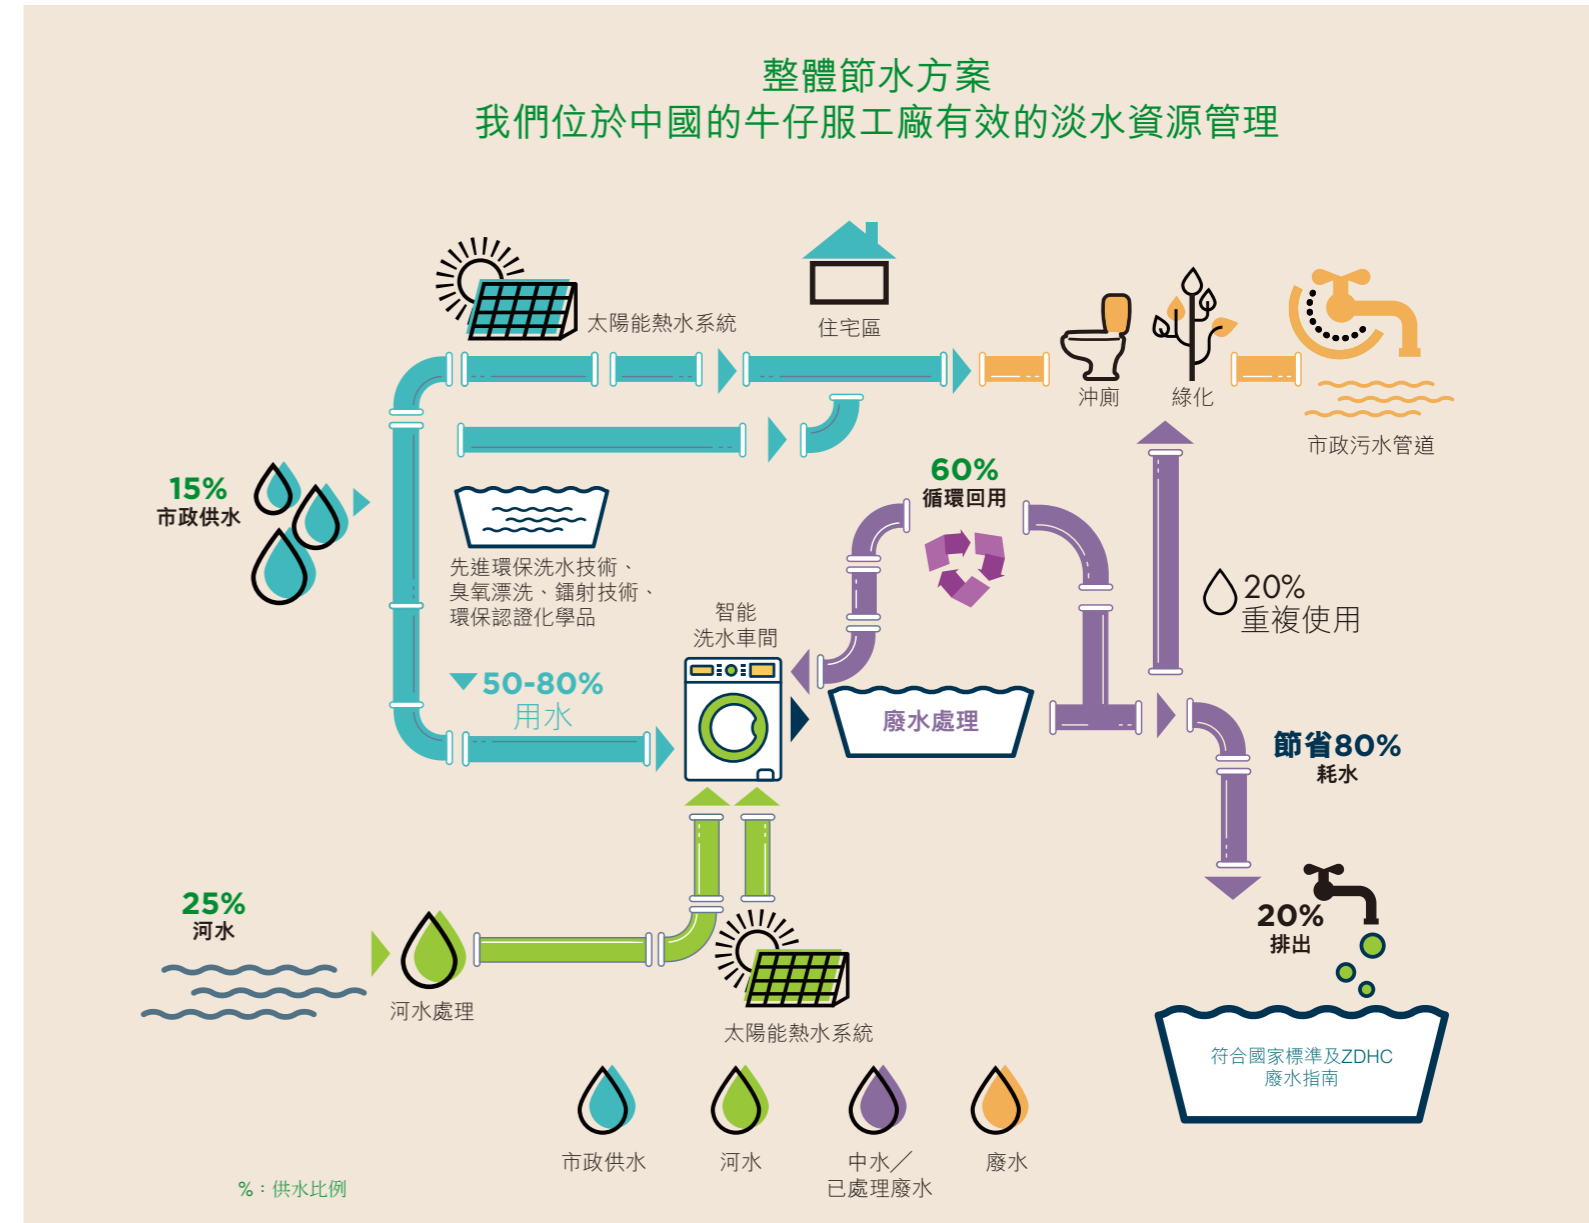 整體節水方案
我們位於中國的牛仔服工廠有效的淡水資源管理
太陽能熱水系統
住宅區
沖廁
綠化
市政污水管道
15%
市政供水
60%
循環回用
先進環保洗水技術、
臭氧漂洗、鐳射技術、
環保認證化學品
智能
洗水車間
20%
重複使用
50-80%
用水
廢水處理
節省80%
耗水
25%
河水
河水處理
太陽能熱水系統
20%
排出
符合國家標準及ZDHC
廢水指南
市政供水
河水
中水／
已處理廢水
廢水
%：供水比例